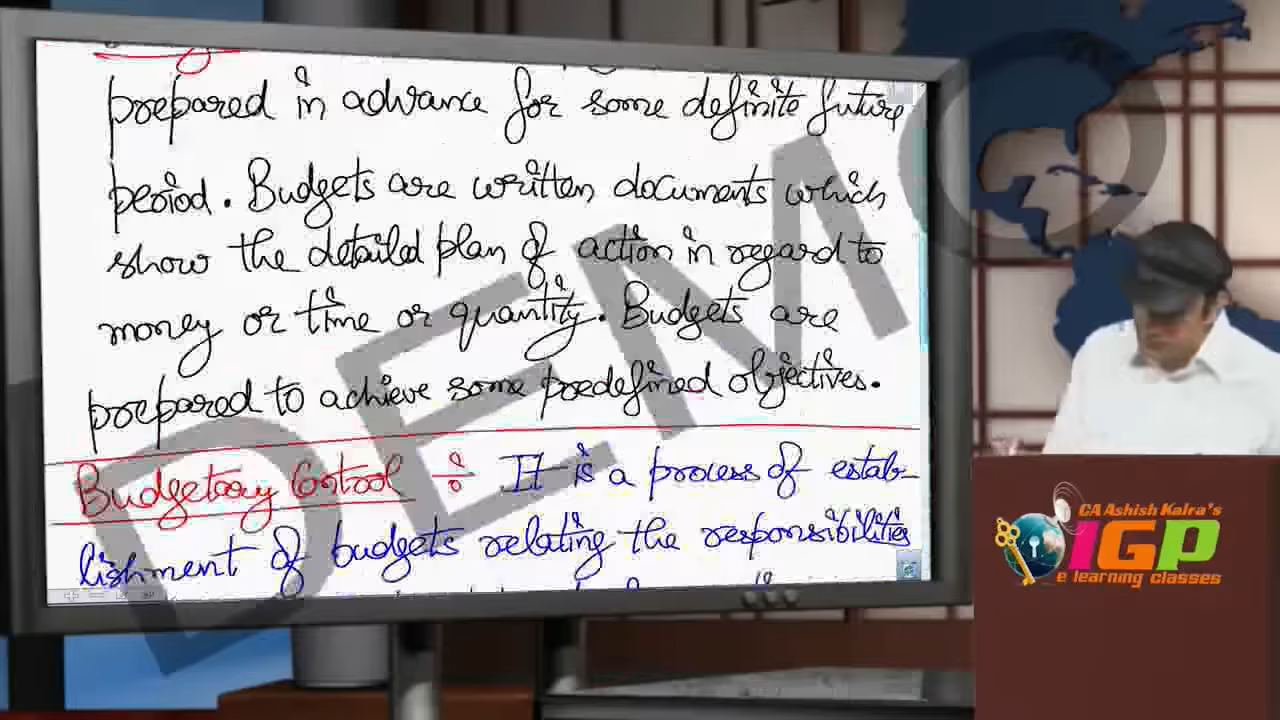 prepared in advance for some definite future
period. Budgets are written documents which
show the detailed plan of action in regard to
money or time or quantity. Budgets are
prepared to achieve some predefined objectives.
Budgetary Control ÷ It is a process of estab-
lishment of budgets relating the responsibilities
DEMO
CA Ashish Kalra's
IGP
e learning classes